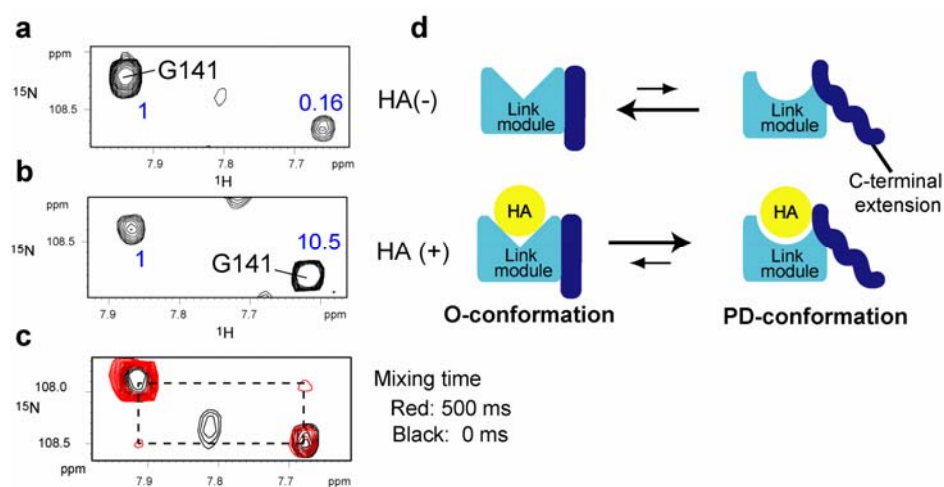 a
ppm
15N
108.5
G141
1
0.16
7.9
7.8
7.7
ppm
1H
b
15N
108.5
1
10.5
G141
7.9
7.8
7.7
ppm
1H
c
108.0
15N
108.5
ppm
7.9
7.8
7.7
ppm
Mixing time
Red: 500 ms
Black: 0 ms
d
HA(-)
Link
module
Link
module
C-terminal
extension
HA (+)
HA
Link
module
HA
Link
module
O-conformation
PD-conformation